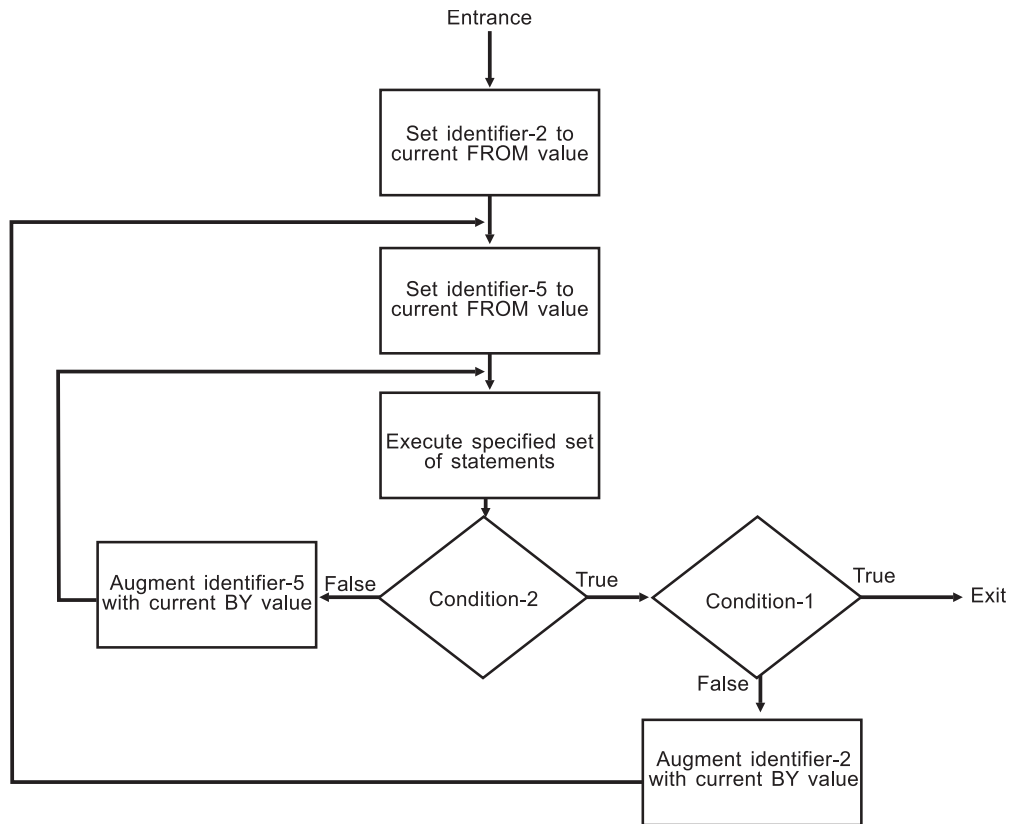 Entrance
Set identifier-2 to
current FROM value
Set identifier-5 to
current FROM value
Execute specified set
of statements
Augment identifier-5
with current BY value
False
Condition-2
True
Condition-1
True
Exit
False
Augment identifier-2
with current BY value